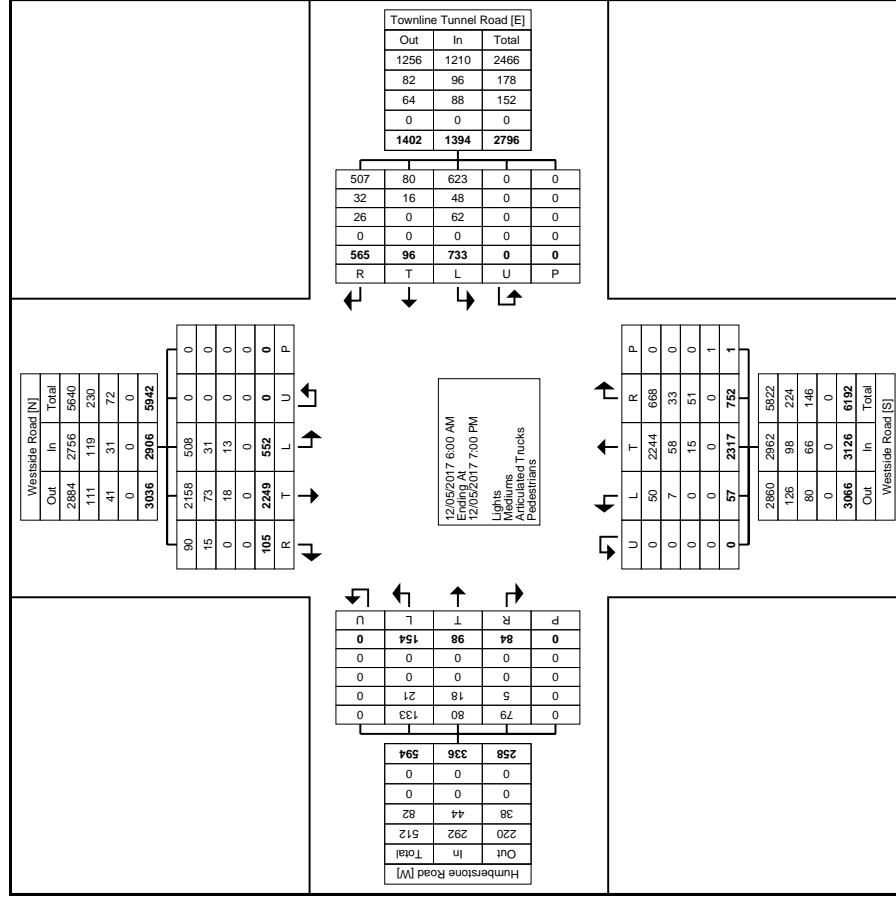 Townline Tunnel Road [E]
Out In Total
1256 1210 2466
82 96 178
64 88 152
0 0 0
1402 1394 2796
507 80 623 0 0
32 16 48 0 0
26 0 62 0 0
0 0 0 0 0
565 96 733 0 0
R T L U P
Westside Road [N]
Out In Total
2884 2756 5640
111 119 230
41 31 72
0 0 0
3036 2906 5942
90 2158 508 0 0
15 73 31 0 0
0 18 13 0 0
0 0 0 0 0
105 2249 552 0 0
R T L U P
12/05/2017 6:00 AM
Ending At
12/05/2017 7:00 PM
Lights
Mediums
Articulated Trucks
Pedestrians
U L T R P
0 50 2244 668 0
0 7 58 33 0
0 0 15 51 0
0 0 0 0 1
0 57 2317 752 1
2860 2962 5822
126 98 224
80 66 146
0 0 0
3066 3126 6192
Out In Total
Westside Road [S]
U L T R P
0 154 98 84 0
0 0 0 0 0
0 0 0 0 0
0 21 18 5 0
0 133 80 79 0
594 336 258
0 0 0
0 0 0
82 44 38
512 292 220
Total In Out
Humberstone Road [W]